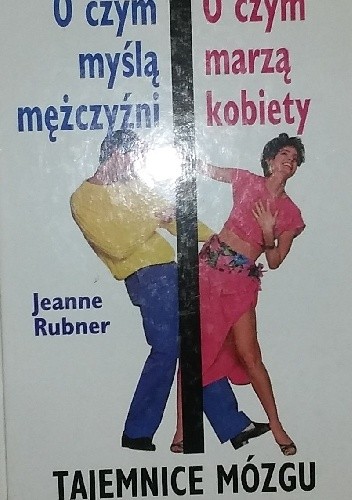 O czym
myślą
mężczyźni
O czym
marzą
kobiety
Jeanne
Rubner
TAJEMNICE MÓZGU